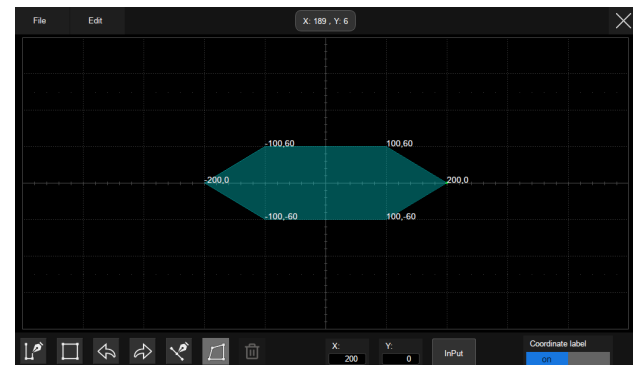 File Edit X: 189 , Y: 6
-100,60 100,60
-200,0 200,0
-100,-60 100,-60
X: Y: Coordinate label
200 0 InPut on